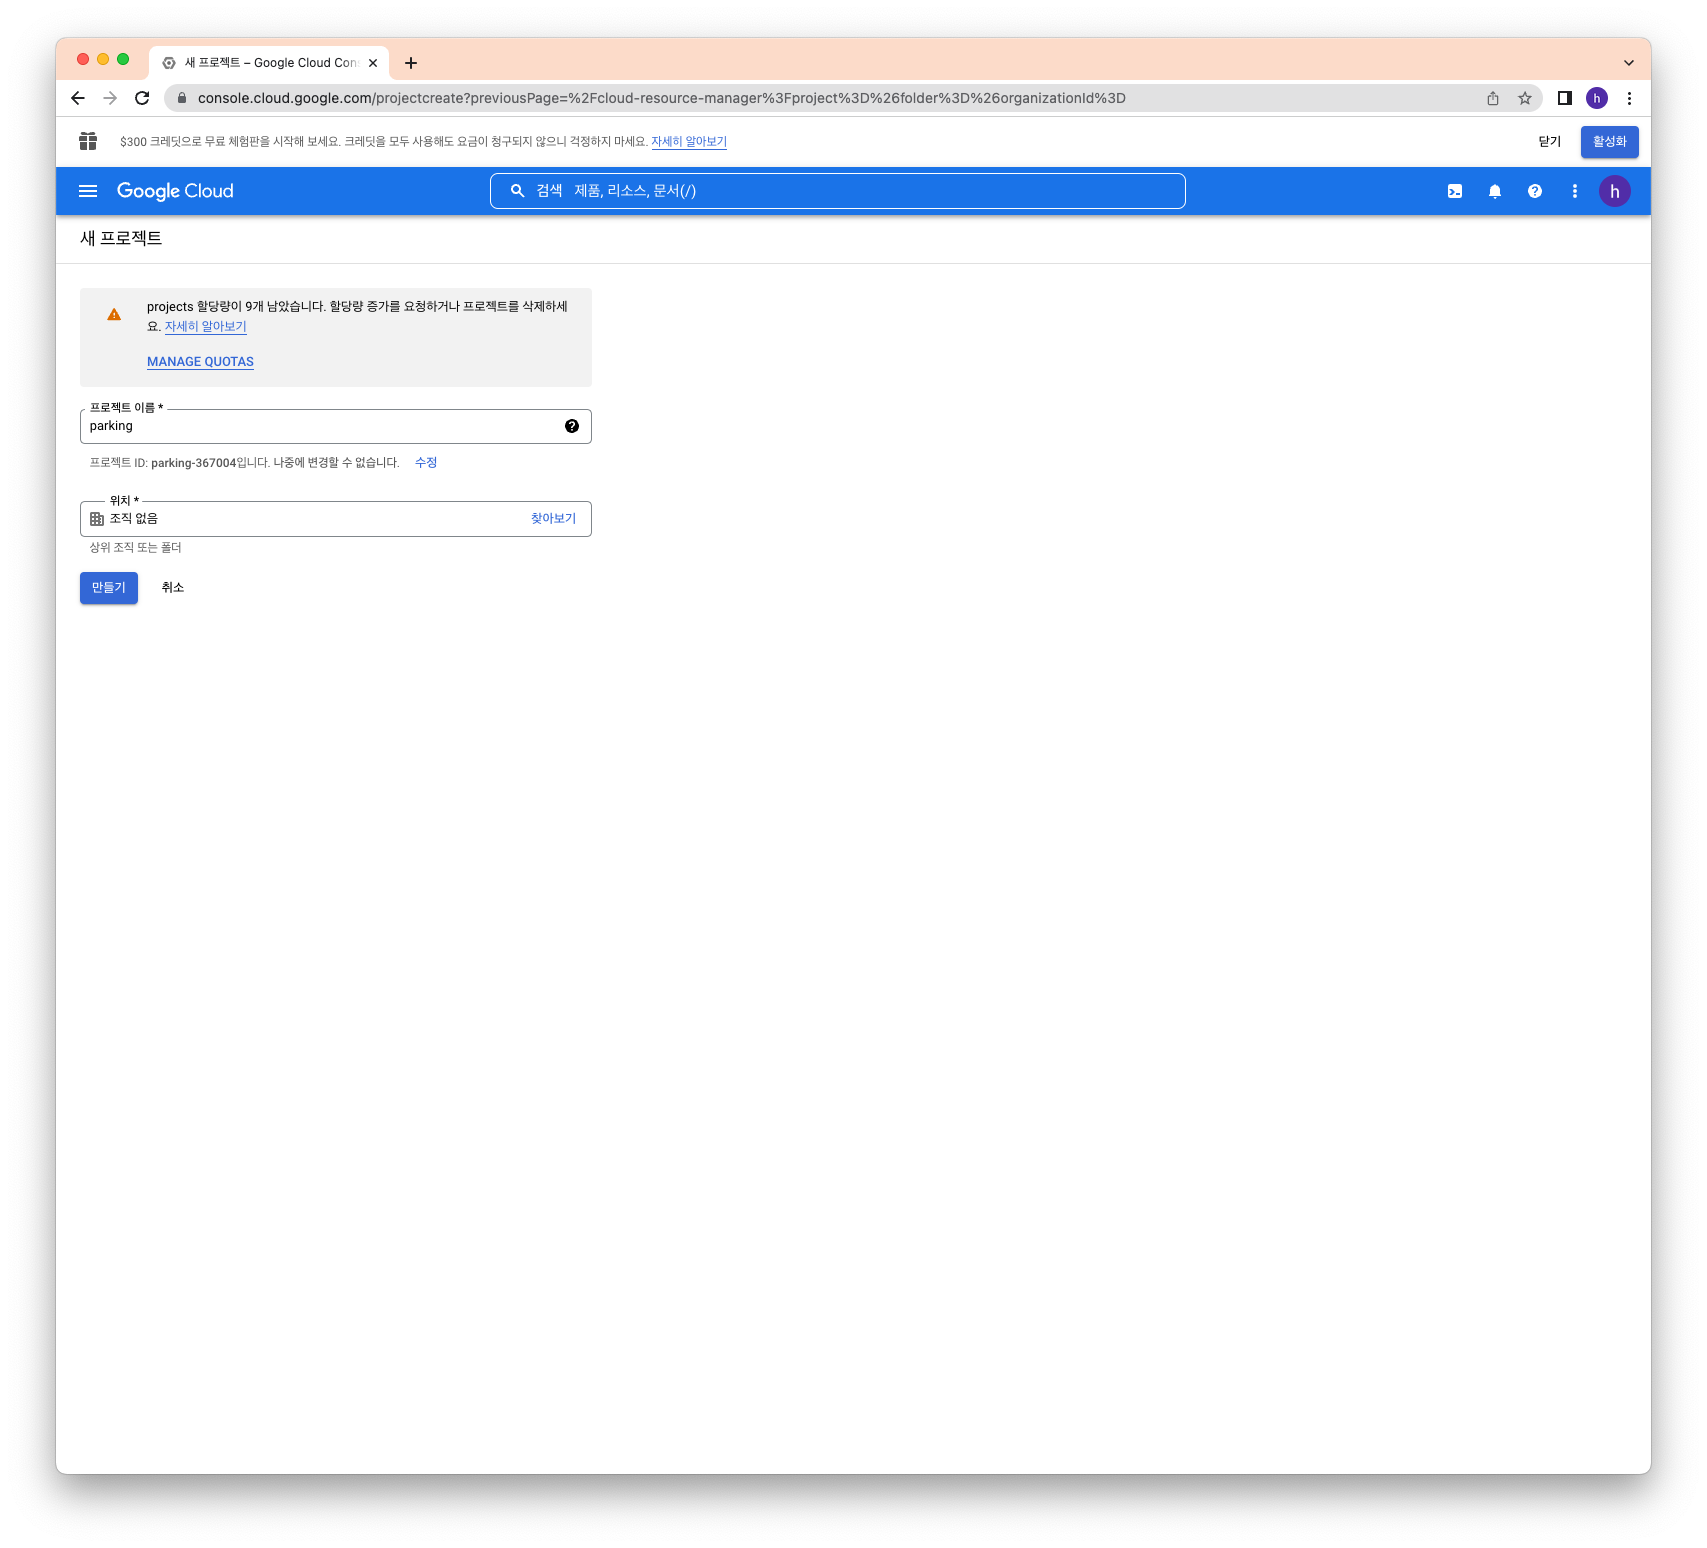 새 프로젝트 – Google Cloud Con
console.cloud.google.com/projectcreate?previousPage=%2Fcloud-resource-manager%3Fproject%3D%26folder%3D%26organizationId%3D
h
$300 크레딧으로 무료 체험판을 시작해 보세요. 크레딧을 모두 사용해도 요금이 청구되지 않으니 걱정하지 마세요. 자세히 알아보기
닫기
활성화
Google Cloud
검색 제품, 리소스, 문서(/)
h
새 프로젝트
projects 할당량이 9개 남았습니다. 할당량 증가를 요청하거나 프로젝트를 삭제하세
요. 자세히 알아보기
MANAGE QUOTAS
프로젝트 이름 *
parking
프로젝트 ID: parking-367004입니다. 나중에 변경할 수 없습니다. 수정
위치 *
조직 없음
찾아보기
상위 조직 또는 폴더
만들기
취소